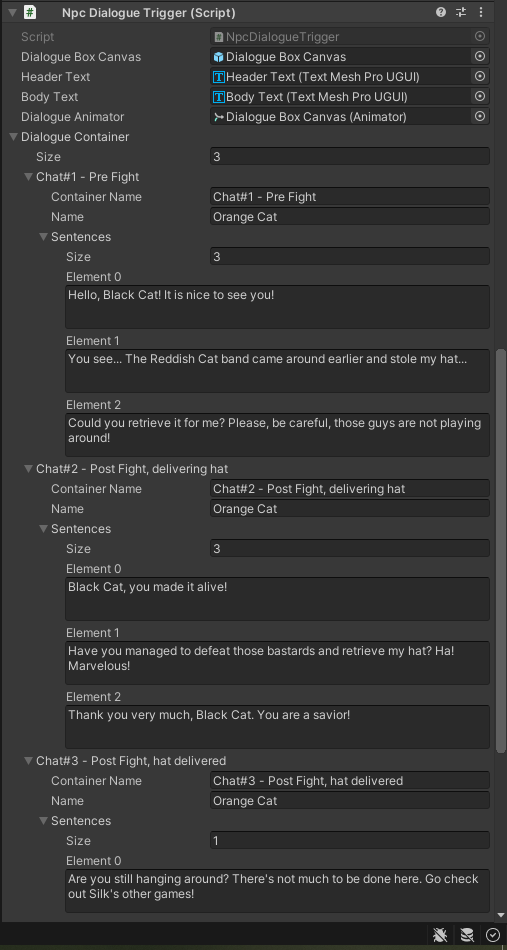 Npc Dialogue Trigger (Script)
Script NpcDialogueTrigger
Dialogue Box Canvas Dialogue Box Canvas
Header Text Header Text (Text Mesh Pro UGUI)
Body Text Body Text (Text Mesh Pro UGUI)
Dialogue Animator Dialogue Box Canvas (Animator)
Dialogue Container
Size 3
Chat#1 - Pre Fight
Container Name Chat#1 - Pre Fight
Name Orange Cat
Sentences
Size 3
Element 0
Hello, Black Cat! It is nice to see you!
Element 1
You see... The Reddish Cat band came around earlier and stole my hat...
Element 2
Could you retrieve it for me? Please, be careful, those guys are not playing
around!
Chat#2 - Post Fight, delivering hat
Container Name Chat#2 - Post Fight, delivering hat
Name Orange Cat
Sentences
Size 3
Element 0
Black Cat, you made it alive!
Element 1
Have you managed to defeat those bastards and retrieve my hat? Ha!
Marvelous!
Element 2
Thank you very much, Black Cat. You are a savior!
Chat#3 - Post Fight, hat delivered
Container Name Chat#3 - Post Fight, hat delivered
Name Orange Cat
Sentences
Size 1
Element 0
Are you still hanging around? There's not much to be done here. Go check
out Silk's other games!